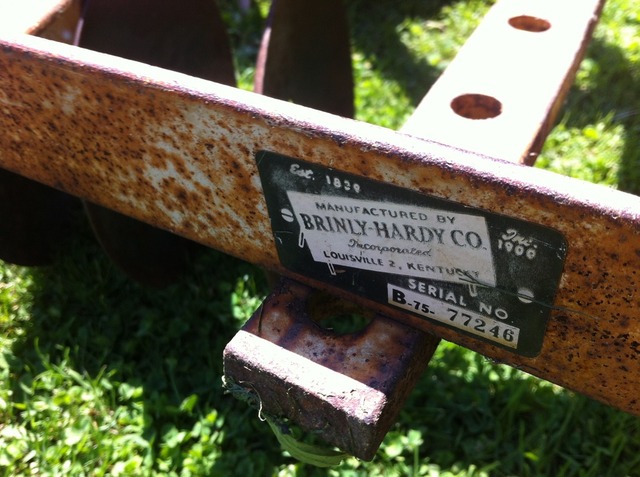 Est. 1839
MANUFACTURED BY
BRINLY-HARDY CO.
Incorporated
Inc. 1900
LOUISVILLE 2, KENTUCKY
SERIAL NO.
B-75- 77246